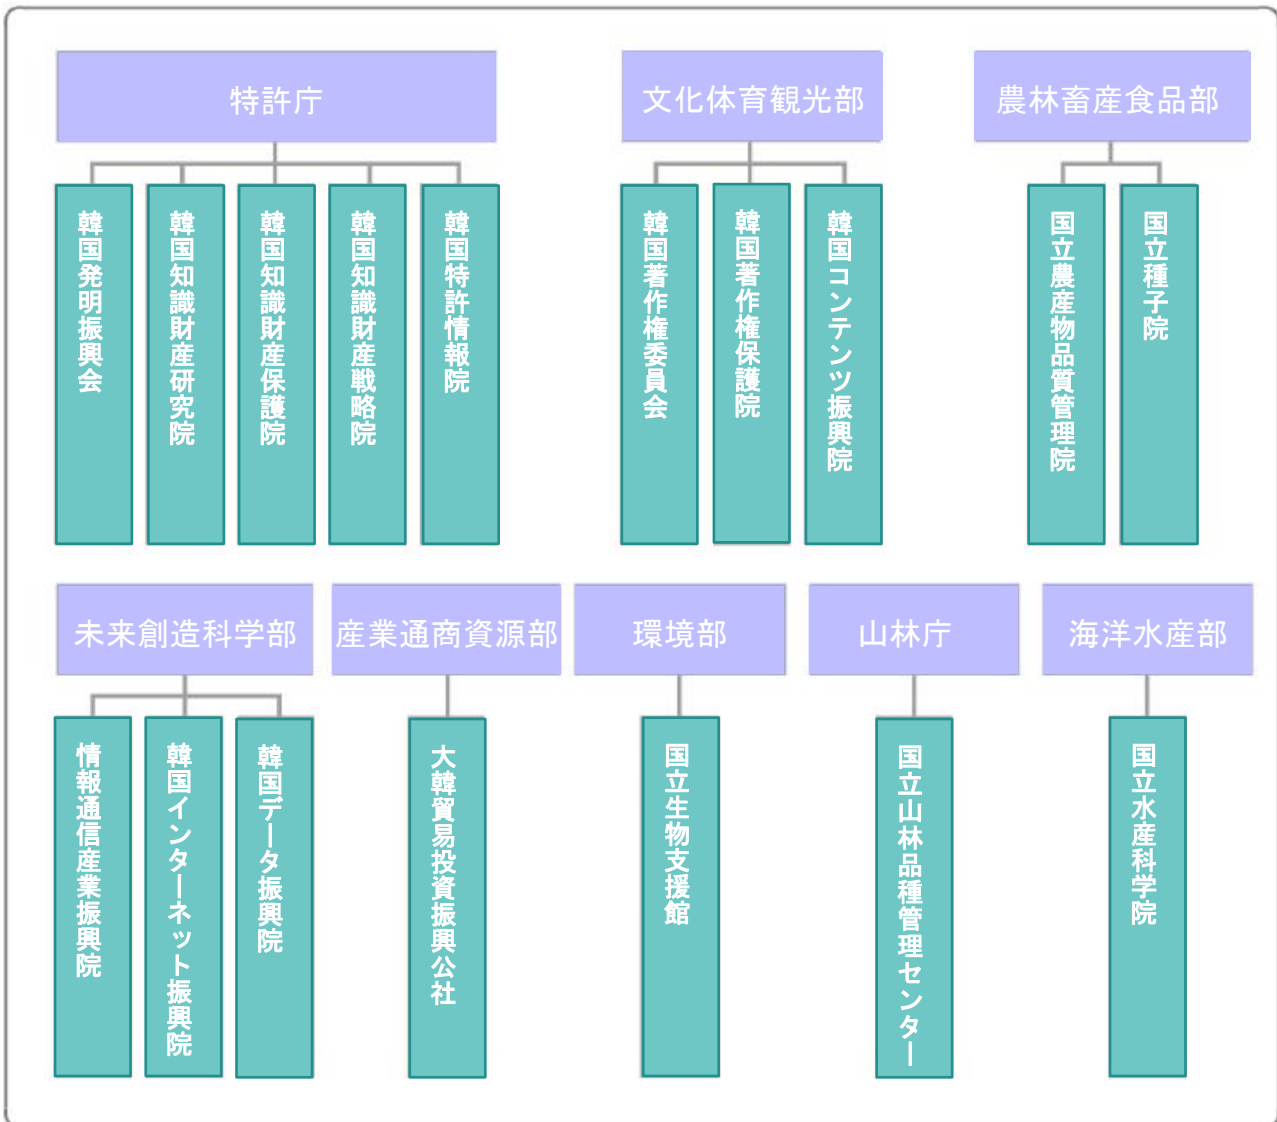 特許庁
韓国発明振興会
韓国知識財産研究院
韓国知識財産保護院
韓国知識財産戦略院
韓国特許情報院
文化体育観光部
韓国著作権委員会
韓国著作権保護院
韓国コンテンツ振興院
農林畜産食品部
国立農産物品質管理院
国立種子院
未来創造科学部
情報通信産業振興院
韓国インターネット振興院
韓国データ振興院
産業通商資源部
大韓貿易投資振興公社
環境部
国立生物支援館
山林庁
国立山林品種管理センター
海洋水産部
国立水産科学院